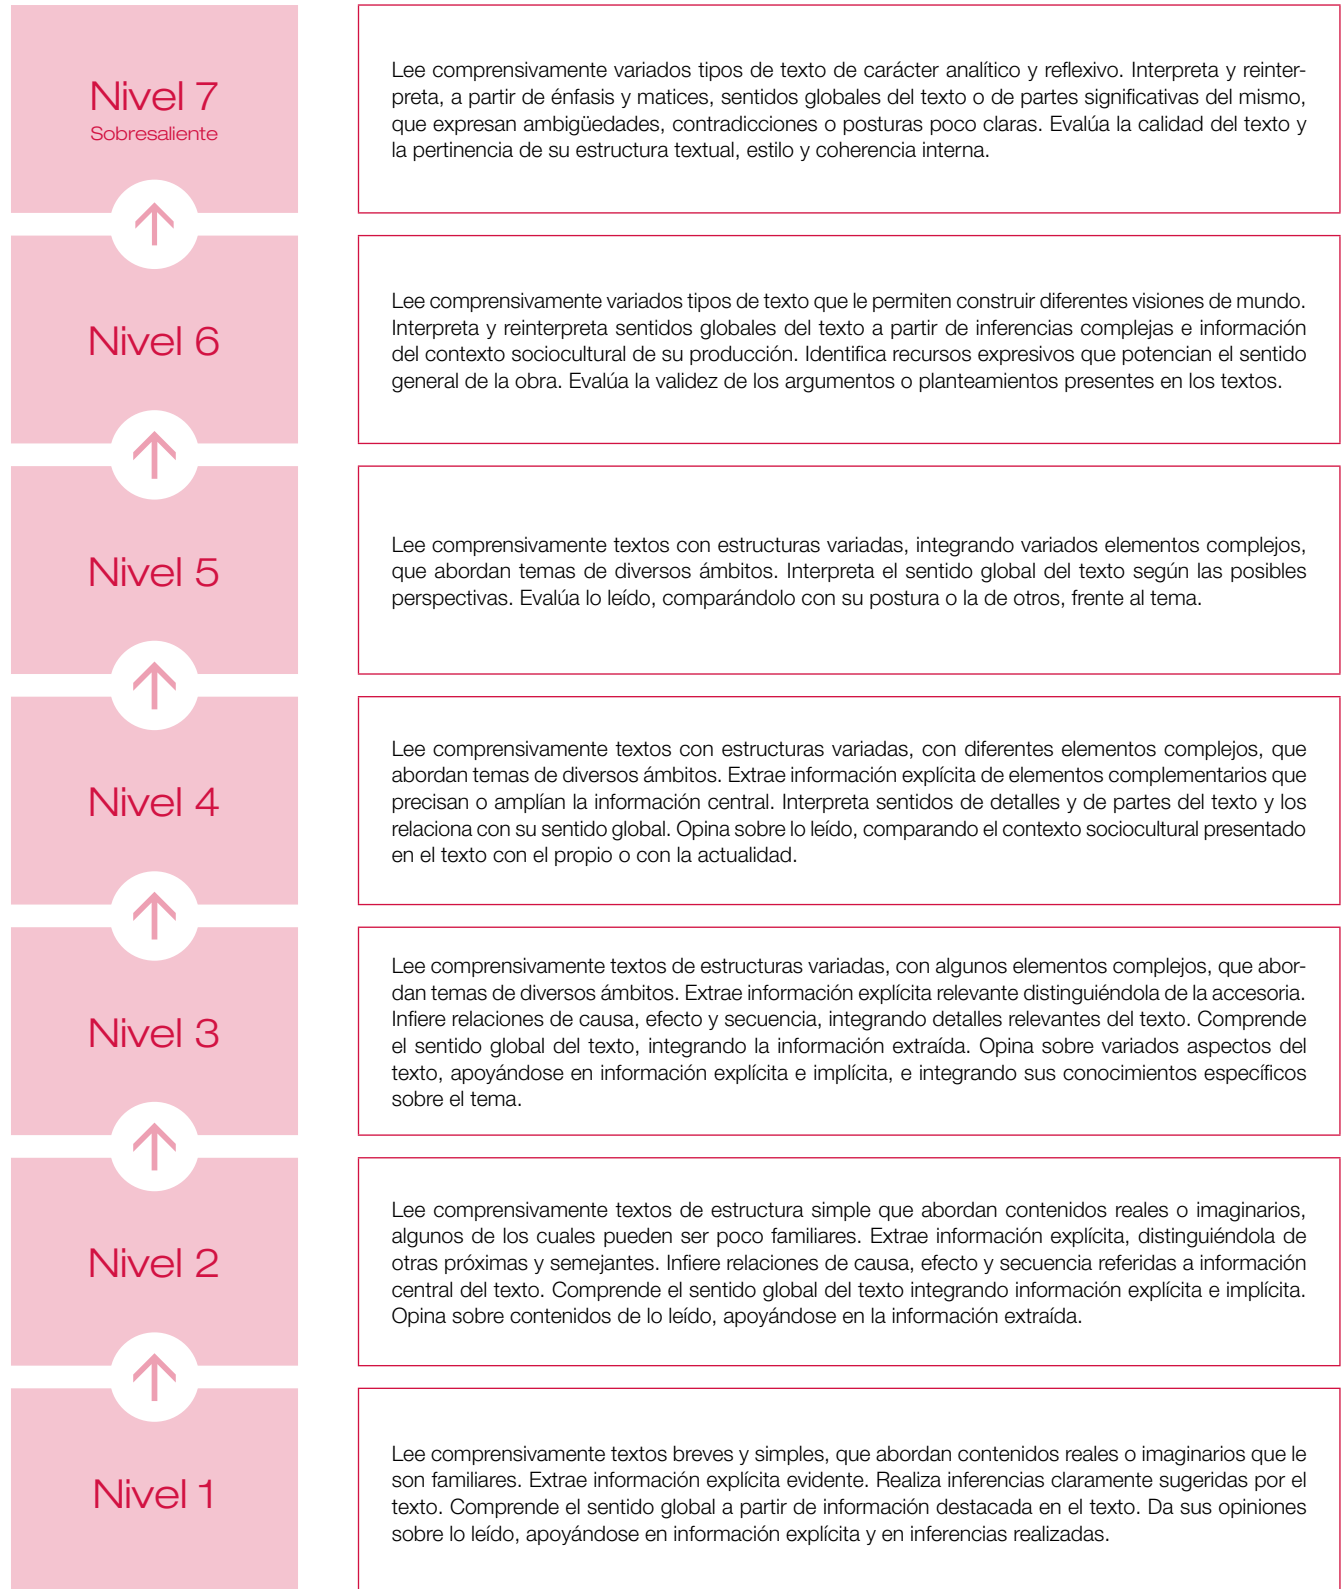 Nivel 7
Sobresaliente
Lee comprensivamente variados tipos de texto de carácter analítico y reflexivo. Interpreta y reinter-
preta, a partir de énfasis y matices, sentidos globales del texto o de partes significativas del mismo,
que expresan ambigüedades, contradicciones o posturas poco claras. Evalúa la calidad del texto y
la pertinencia de su estructura textual, estilo y coherencia interna.
Nivel 6
Lee comprensivamente variados tipos de texto que le permiten construir diferentes visiones de mundo.
Interpreta y reinterpreta sentidos globales del texto a partir de inferencias complejas e información
del contexto sociocultural de su producción. Identifica recursos expresivos que potencian el sentido
general de la obra. Evalúa la validez de los argumentos o planteamientos presentes en los textos.
Nivel 5
Lee comprensivamente textos con estructuras variadas, integrando variados elementos complejos,
que abordan temas de diversos ámbitos. Interpreta el sentido global del texto según las posibles
perspectivas. Evalúa lo leído, comparándolo con su postura o la de otros, frente al tema.
Nivel 4
Lee comprensivamente textos con estructuras variadas, con diferentes elementos complejos, que
abordan temas de diversos ámbitos. Extrae información explícita de elementos complementarios que
precisan o amplían la información central. Interpreta sentidos de detalles y de partes del texto y los
relaciona con su sentido global. Opina sobre lo leído, comparando el contexto sociocultural presentado
en el texto con el propio o con la actualidad.
Nivel 3
Lee comprensivamente textos de estructuras variadas, con algunos elementos complejos, que abor-
dan temas de diversos ámbitos. Extrae información explícita relevante distinguiéndola de la accesoria.
Infiere relaciones de causa, efecto y secuencia, integrando detalles relevantes del texto. Comprende
el sentido global del texto, integrando la información extraída. Opina sobre variados aspectos del
texto, apoyándose en información explícita e implícita, e integrando sus conocimientos específicos
sobre el tema.
Nivel 2
Lee comprensivamente textos de estructura simple que abordan contenidos reales o imaginarios,
algunos de los cuales pueden ser poco familiares. Extrae información explícita, distinguiéndola de
otras próximas y semejantes. Infiere relaciones de causa, efecto y secuencia referidas a información
central del texto. Comprende el sentido global del texto integrando información explícita e implícita.
Opina sobre contenidos de lo leído, apoyándose en la información extraída.
Nivel 1
Lee comprensivamente textos breves y simples, que abordan contenidos reales o imaginarios que le
son familiares. Extrae información explícita evidente. Realiza inferencias claramente sugeridas por el
texto. Comprende el sentido global a partir de información destacada en el texto. Da sus opiniones
sobre lo leído, apoyándose en información explícita y en inferencias realizadas.